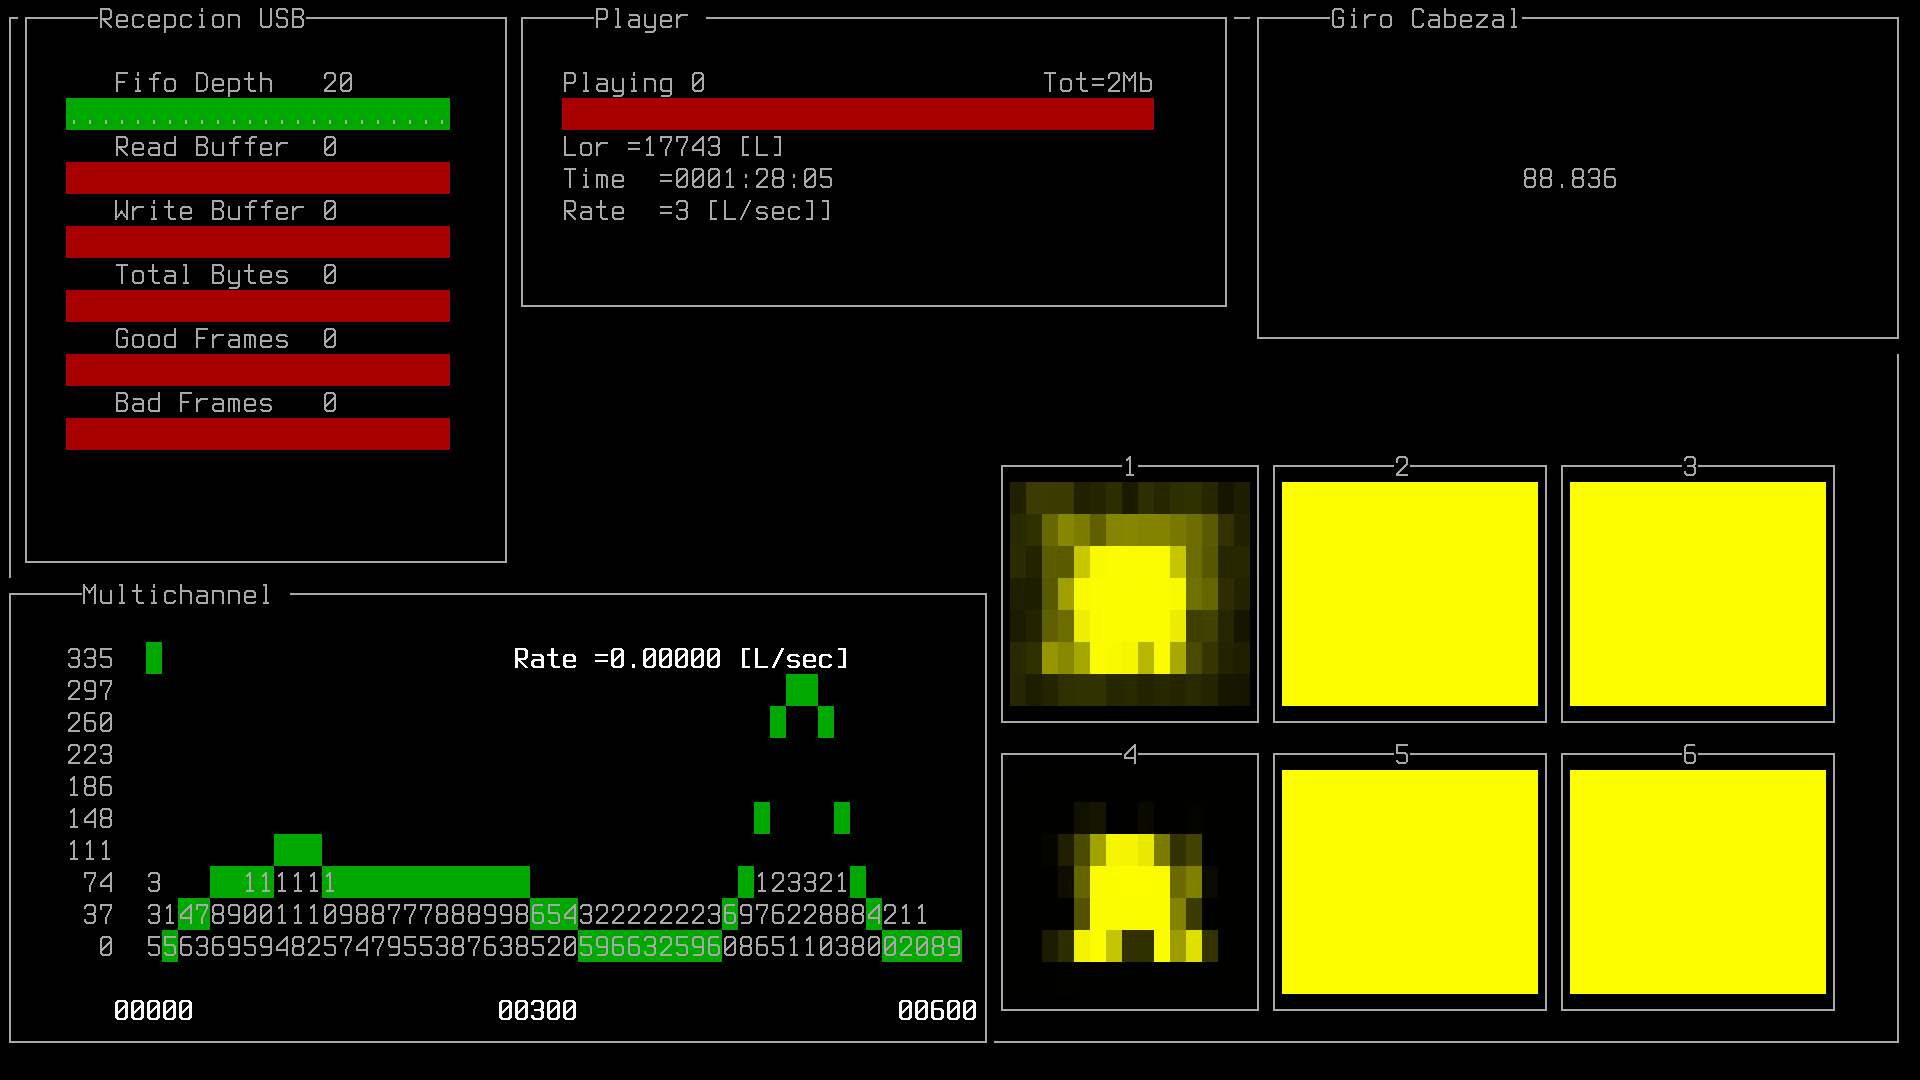 Recepcion USB
Fifo Depth 20
Read Buffer 0
Write Buffer 0
Total Bytes 0
Good Frames 0
Bad Frames 0
Player
Playing 0 Tot=2Mb
Lor =17743 [L]
Time =0001:28:05
Rate =3 [L/sec]]
Giro Cabezal
88.836
Multichannel
335 Rate =0.00000 [L/sec]
297
260
223
186
148
111
74 3 111111 123321
37 3147890011109887778889986543222222236976228884211
0 556369594825747955387638520596632596086511038002089
00000 00300 00600
1 2 3
4 5 6